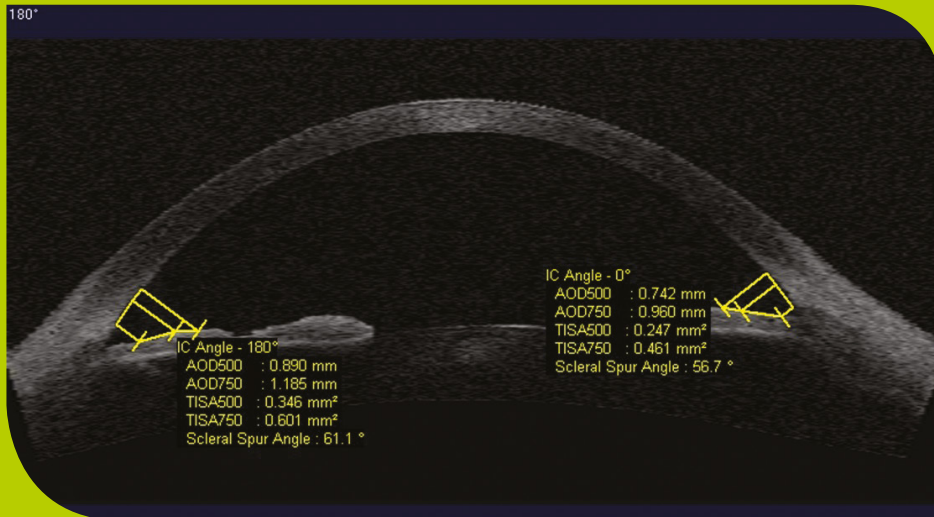 180°
IC Angle - 180°
AOD500 : 0.890 mm
AOD750 : 1.185 mm
TISA500 : 0.346 mm²
TISA750 : 0.601 mm²
Scleral Spur Angle : 61.1 °
IC Angle - 0°
AOD500 : 0.742 mm
AOD750 : 0.960 mm
TISA500 : 0.247 mm²
TISA750 : 0.461 mm²
Scleral Spur Angle : 56.7 °